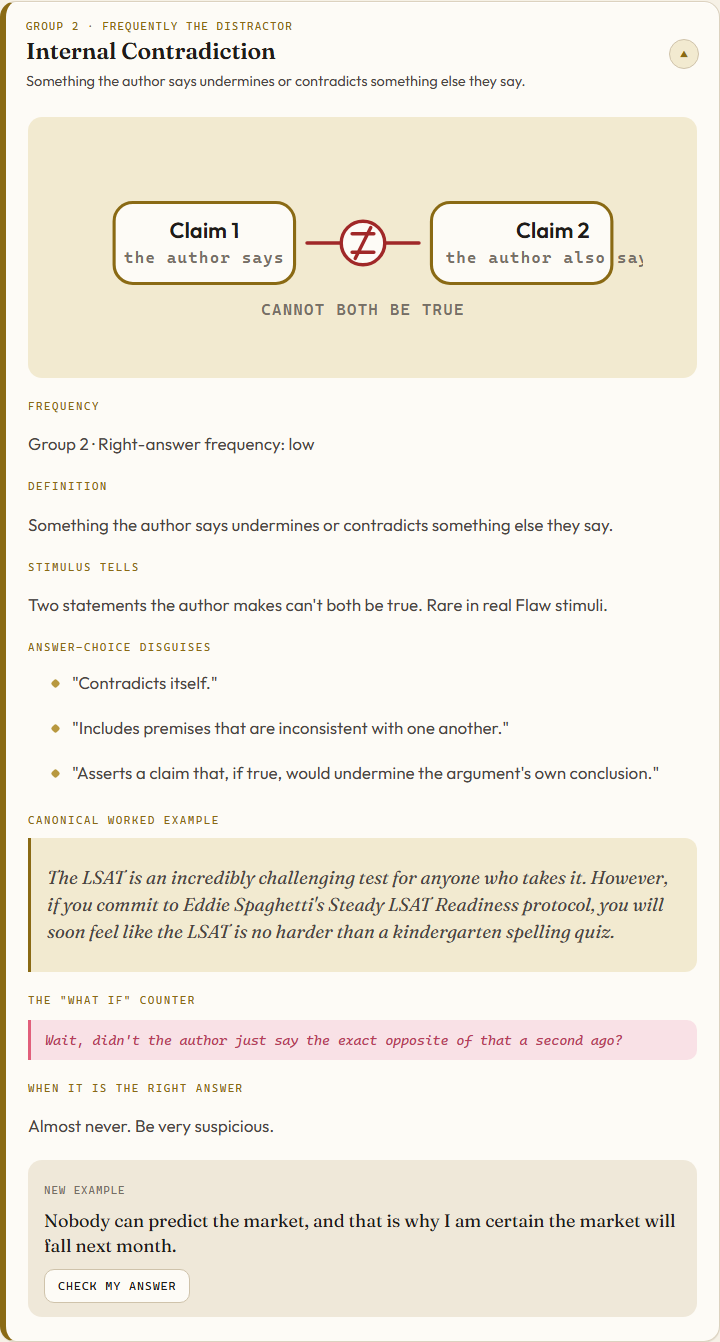 GROUP 2 · FREQUENTLY THE DISTRACTOR
Internal Contradiction
Something the author says undermines or contradicts something else they say.
Claim 1
the author says
≠
Claim 2
the author also say
CANNOT BOTH BE TRUE
FREQUENCY
Group 2 · Right-answer frequency: low
DEFINITION
Something the author says undermines or contradicts something else they say.
STIMULUS TELLS
Two statements the author makes can't both be true. Rare in real Flaw stimuli.
ANSWER-CHOICE DISGUISES
"Contradicts itself."
"Includes premises that are inconsistent with one another."
"Asserts a claim that, if true, would undermine the argument's own conclusion."
CANONICAL WORKED EXAMPLE
The LSAT is an incredibly challenging test for anyone who takes it. However,
if you commit to Eddie Spaghetti's Steady LSAT Readiness protocol, you will
soon feel like the LSAT is no harder than a kindergarten spelling quiz.
THE "WHAT IF" COUNTER
Wait, didn't the author just say the exact opposite of that a second ago?
WHEN IT IS THE RIGHT ANSWER
Almost never. Be very suspicious.
NEW EXAMPLE
Nobody can predict the market, and that is why I am certain the market will
fall next month.
CHECK MY ANSWER